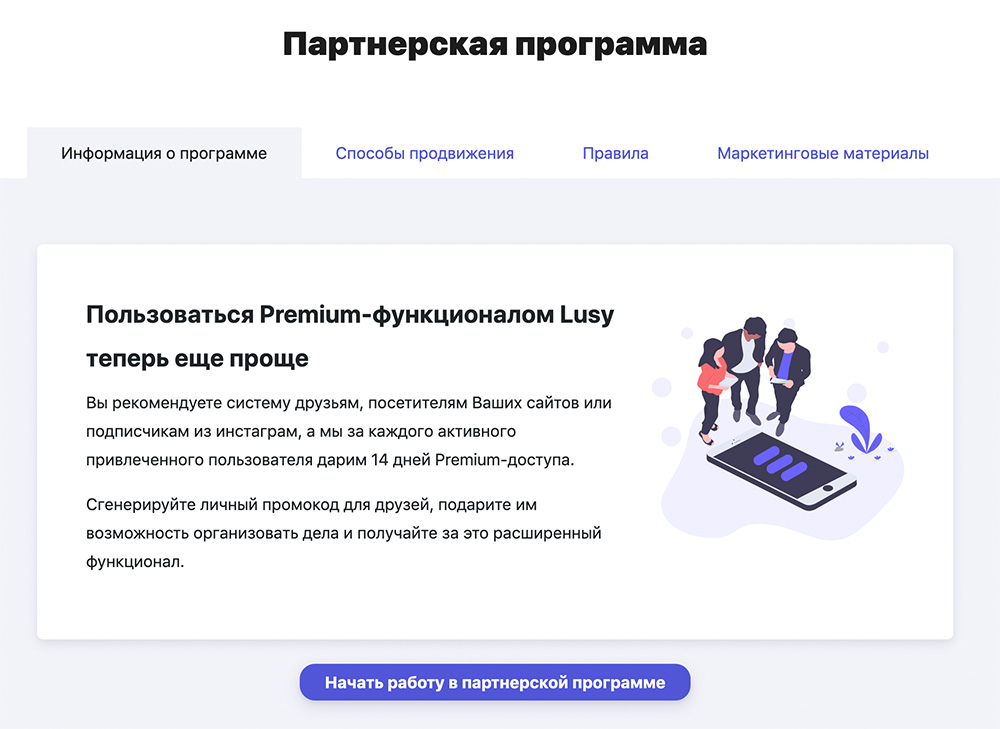 Партнерская программа
Информация о программе
Способы продвижения
Правила
Маркетинговые материалы
Пользоваться Premium-функционалом Lusy
теперь еще проще
Вы рекомендуете систему друзьям, посетителям Ваших сайтов или
подписчикам из инстаграм, а мы за каждого активного
привлеченного пользователя дарим 14 дней Premium-доступа.
Сгенерируйте личный промокод для друзей, подарите им
возможность организовать дела и получайте за это расширенный
функционал.
Начать работу в партнерской программе